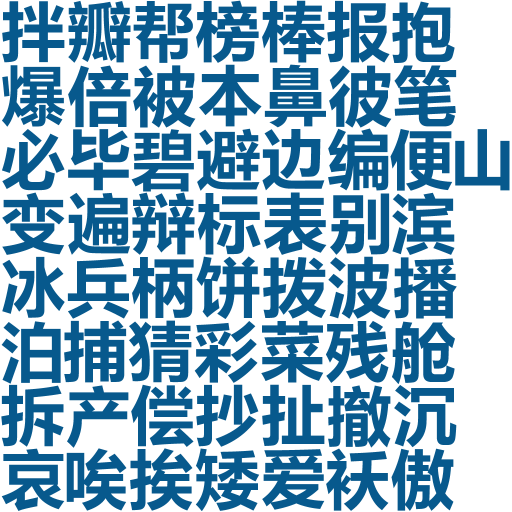 拌瓣帮榜棒报抱
爆倍被本鼻彼笔
必毕碧避边编便山
变遍辩标表别滨
冰兵柄饼拨波播
泊捕猜彩菜残舱
拆产偿抄扯撤沉
哀唉挨矮爱袄傲